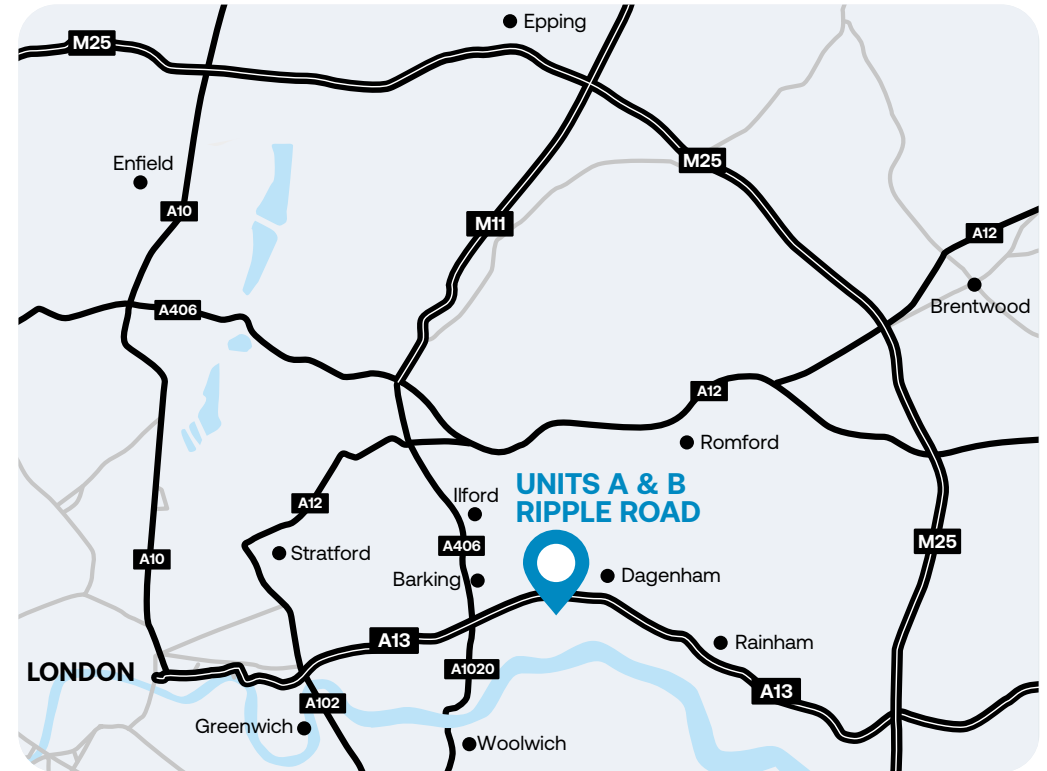 Epping
M25
Enfield
M25
A10
M11
A12
Brentwood
A406
A12
Romford
UNITS A & B
RIPPLE ROAD
Ilford
A12
A406
M25
Stratford
A10
Barking
Dagenham
A13
Rainham
LONDON
A1020
A13
A102
Greenwich
Woolwich